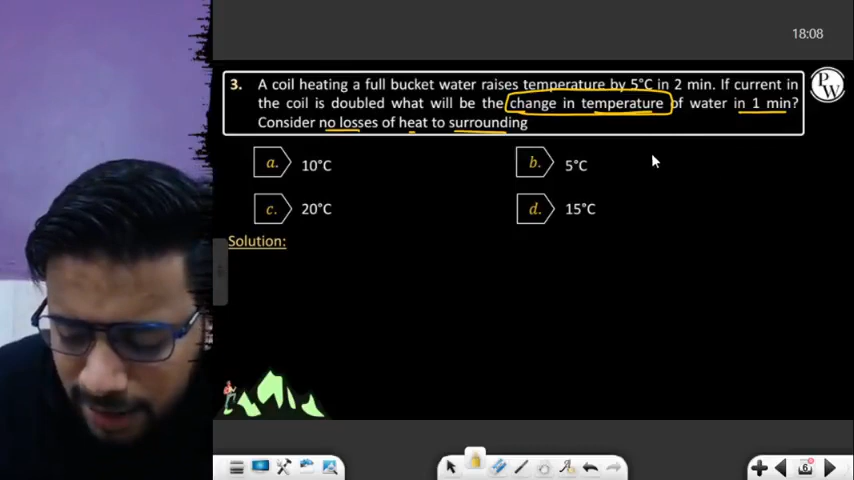 18:08
3. A coil heating a full bucket water raises temperature by 5°C in 2 min. If current in
the coil is doubled what will be the change in temperature of water in 1 min?
Consider no losses of heat to surrounding
PW
a. 10°C
b. 5°C
c. 20°C
d. 15°C
Solution:
6